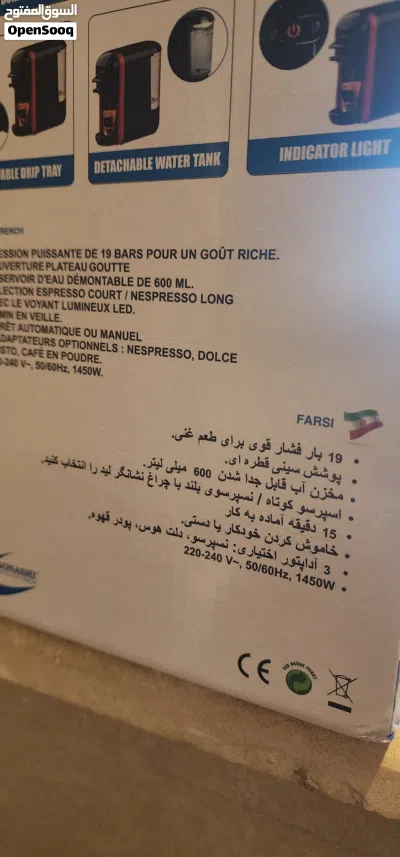 السوق المفتوح
OpenSooq
ABLE DRIP TRAY
DETACHABLE WATER TANK
INDICATOR LIGHT
RENCH
ESSION PUISSANTE DE 19 BARS POUR UN GOÛT RICHE.
UVERTURE PLATEAU GOUTTE
SERVOIR D'EAU DÉMONTABLE DE 600 ML.
LECTION ESPRESSO COURT / NESPRESSO LONG
EC LE VOYANT LUMINEUX LED.
MIN EN VEILLE.
RÊT AUTOMATIQUE OU MANUEL
DAPTATEURS OPTIONNELS : NESPRESSO, DOLCE
STO, CAFÉ EN POUDRE.
0-240 V~, 50/60Hz, 1450W.
FARSI
• 19 بار فشار قوی برای طعم غنی.
• پوشش سینی قطره ای.
• مخزن آب قابل جدا شدن 600 میلی لیتر.
• اسپرسو کوتاه / نسپرسوی بلند با چراغ نشانگر لید را انتخاب کنید.
• 15 دقیقه آماده به کار
• خاموش کردن خودکار یا دستی.
• 3 آداپتور اختیاری: نسپرسو، دلت هوس، پودر قهوه.
• 220-240 V~, 50/60Hz, 1450W
CE